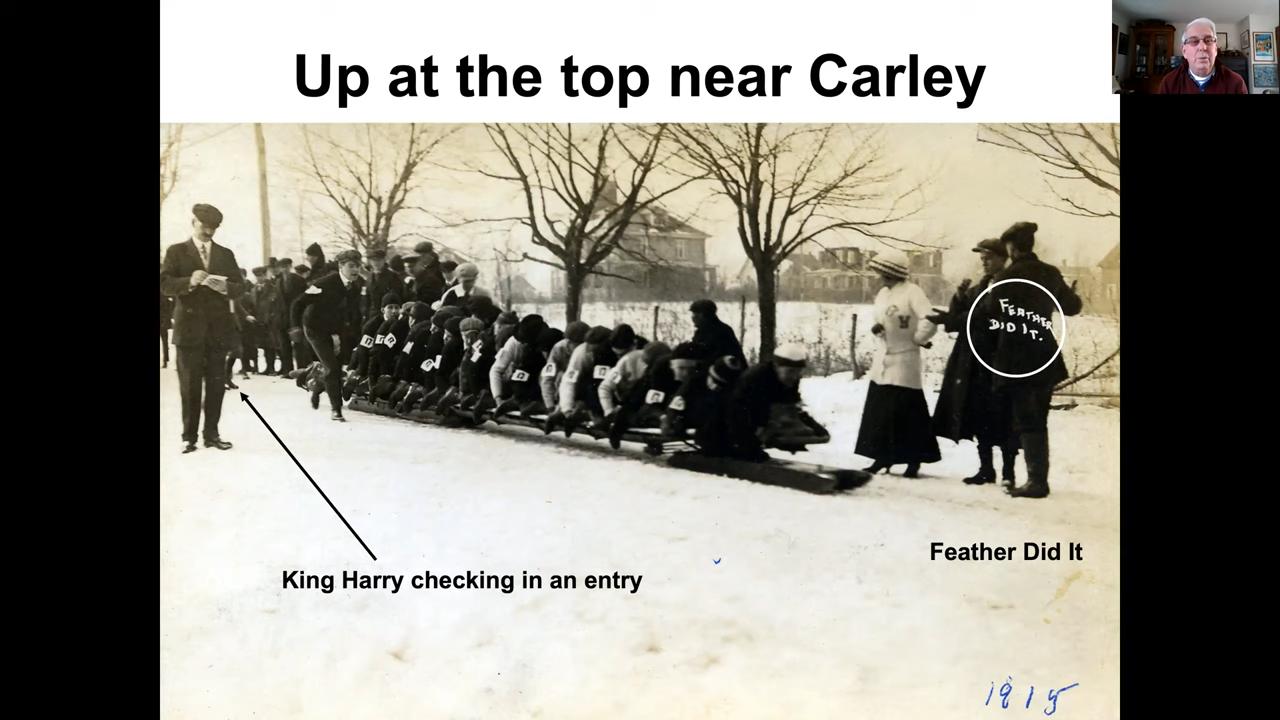 Up at the top near Carley
FEATHER
DID IT.
Feather Did It
King Harry checking in an entry
1915